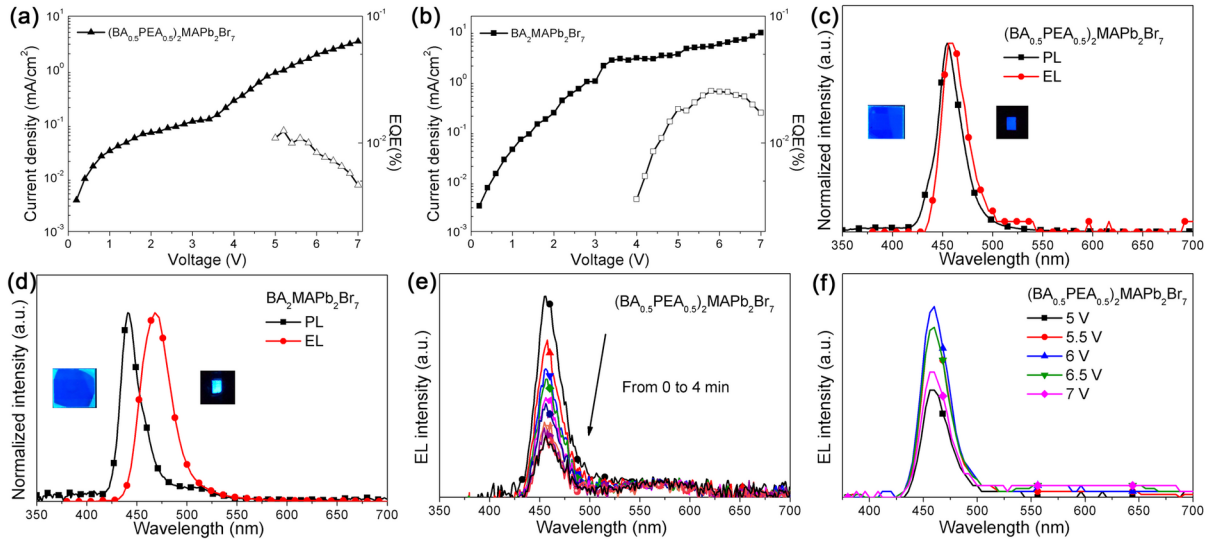 (a)
(BA0.5PEA0.5)2MAPb2Br7
Current density (mA/cm2)
10^1
10^0
10^-1
10^-2
10^-3
0 1 2 3 4 5 6 7
Voltage (V)
10^-1
10^-2
EQE(%)
(b)
BA2MAPb2Br7
Current density (mA/cm2)
10^1
10^0
10^-1
10^-2
10^-3
0 1 2 3 4 5 6 7
Voltage (V)
10^-1
10^-2
EQE(%)
(c)
(BA0.5PEA0.5)2MAPb2Br7
PL
EL
Normalized intensity (a.u.)
350 400 450 500 550 600 650 700
Wavelength (nm)
(d)
BA2MAPb2Br7
PL
EL
Normalized intensity (a.u.)
350 400 450 500 550 600 650 700
Wavelength (nm)
(e)
(BA0.5PEA0.5)2MAPb2Br7
From 0 to 4 min
EL intensity (a.u.)
350 400 450 500 550 600 650 700
Wavelength (nm)
(f)
(BA0.5PEA0.5)2MAPb2Br7
5 V
5.5 V
6 V
6.5 V
7 V
EL intensity (a.u.)
400 450 500 550 600 650 700
Wavelength (nm)